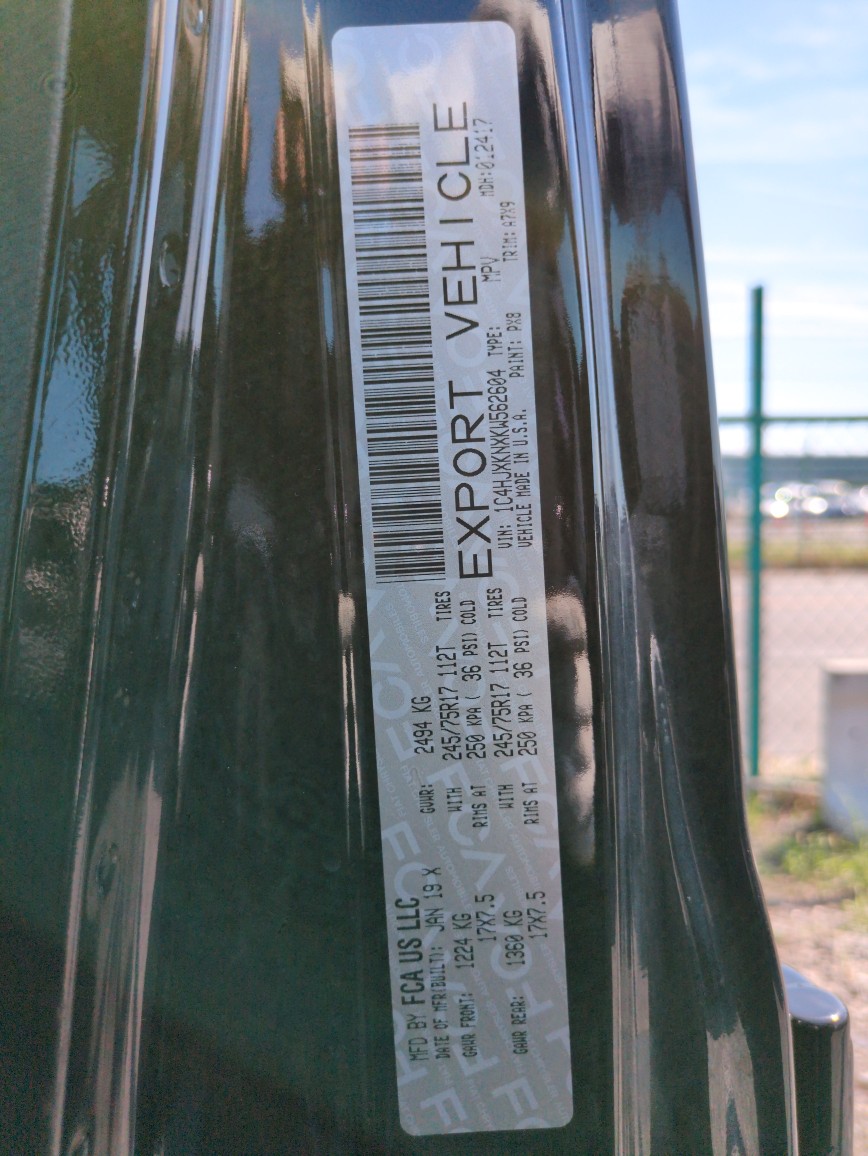 MFD BY FCA US LLC
DATE OF MFR(BUILT): JAN 19 X GVWR: 2494 KG
GAWR FRONT: 1224 KG WITH 245/75R17 112T TIRES
17X7.5 RIMS AT 250 KPA ( 36 PSI) COLD
GAWR REAR: 1360 KG WITH 245/75R17 112T TIRES
17X7.5 RIMS AT 250 KPA ( 36 PSI) COLD
EXPORT VEHICLE
VIN: 1C4HJXKNXKW562604 TYPE: MPV MDH:012417
VEHICLE MADE IN U.S.A. PAINT: PX8 TRIM: A7X9